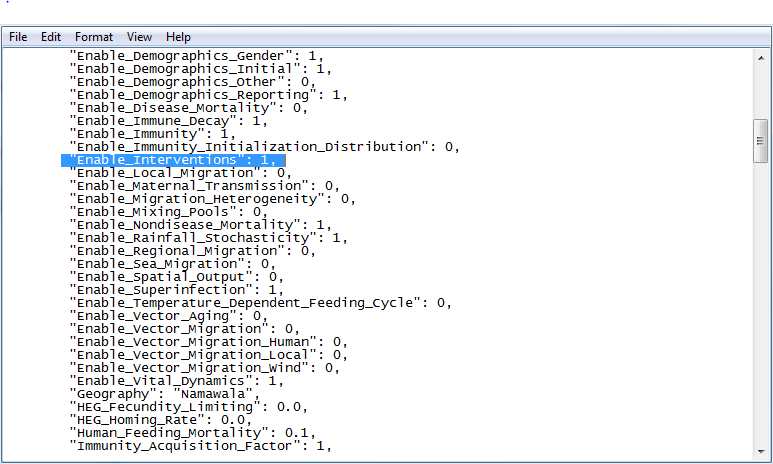 File Edit Format View Help
"Enable_Demographics_Gender": 1,
"Enable_Demographics_Initial": 1,
"Enable_Demographics_Other": 0,
"Enable_Demographics_Reporting": 1,
"Enable_Disease_Mortality": 0,
"Enable_Immune_Decay": 1,
"Enable_Immunity": 1,
"Enable_Immunity_Initialization_Distribution": 0,
"Enable_Interventions": 1,
"Enable_Local_Migration": 0,
"Enable_Maternal_Transmission": 0,
"Enable_Migration_Heterogeneity": 0,
"Enable_Mixing_Pools": 0,
"Enable_Nondisease_Mortality": 1,
"Enable_Rainfall_Stochasticity": 1,
"Enable_Regional_Migration": 0,
"Enable_Sea_Migration": 0,
"Enable_Spatial_Output": 0,
"Enable_Superinfection": 1,
"Enable_Temperature_Dependent_Feeding_Cycle": 0,
"Enable_Vector_Aging": 0,
"Enable_Vector_Migration": 0,
"Enable_Vector_Migration_Human": 0,
"Enable_Vector_Migration_Local": 0,
"Enable_Vector_Migration_Wind": 0,
"Enable_Vital_Dynamics": 1,
"Geography": "Namawala",
"HEG_Fecundity_Limiting": 0.0,
"HEG_Homing_Rate": 0.0,
"Human_Feeding_Mortality": 0.1,
"Immunity_Acquisition_Factor": 1,